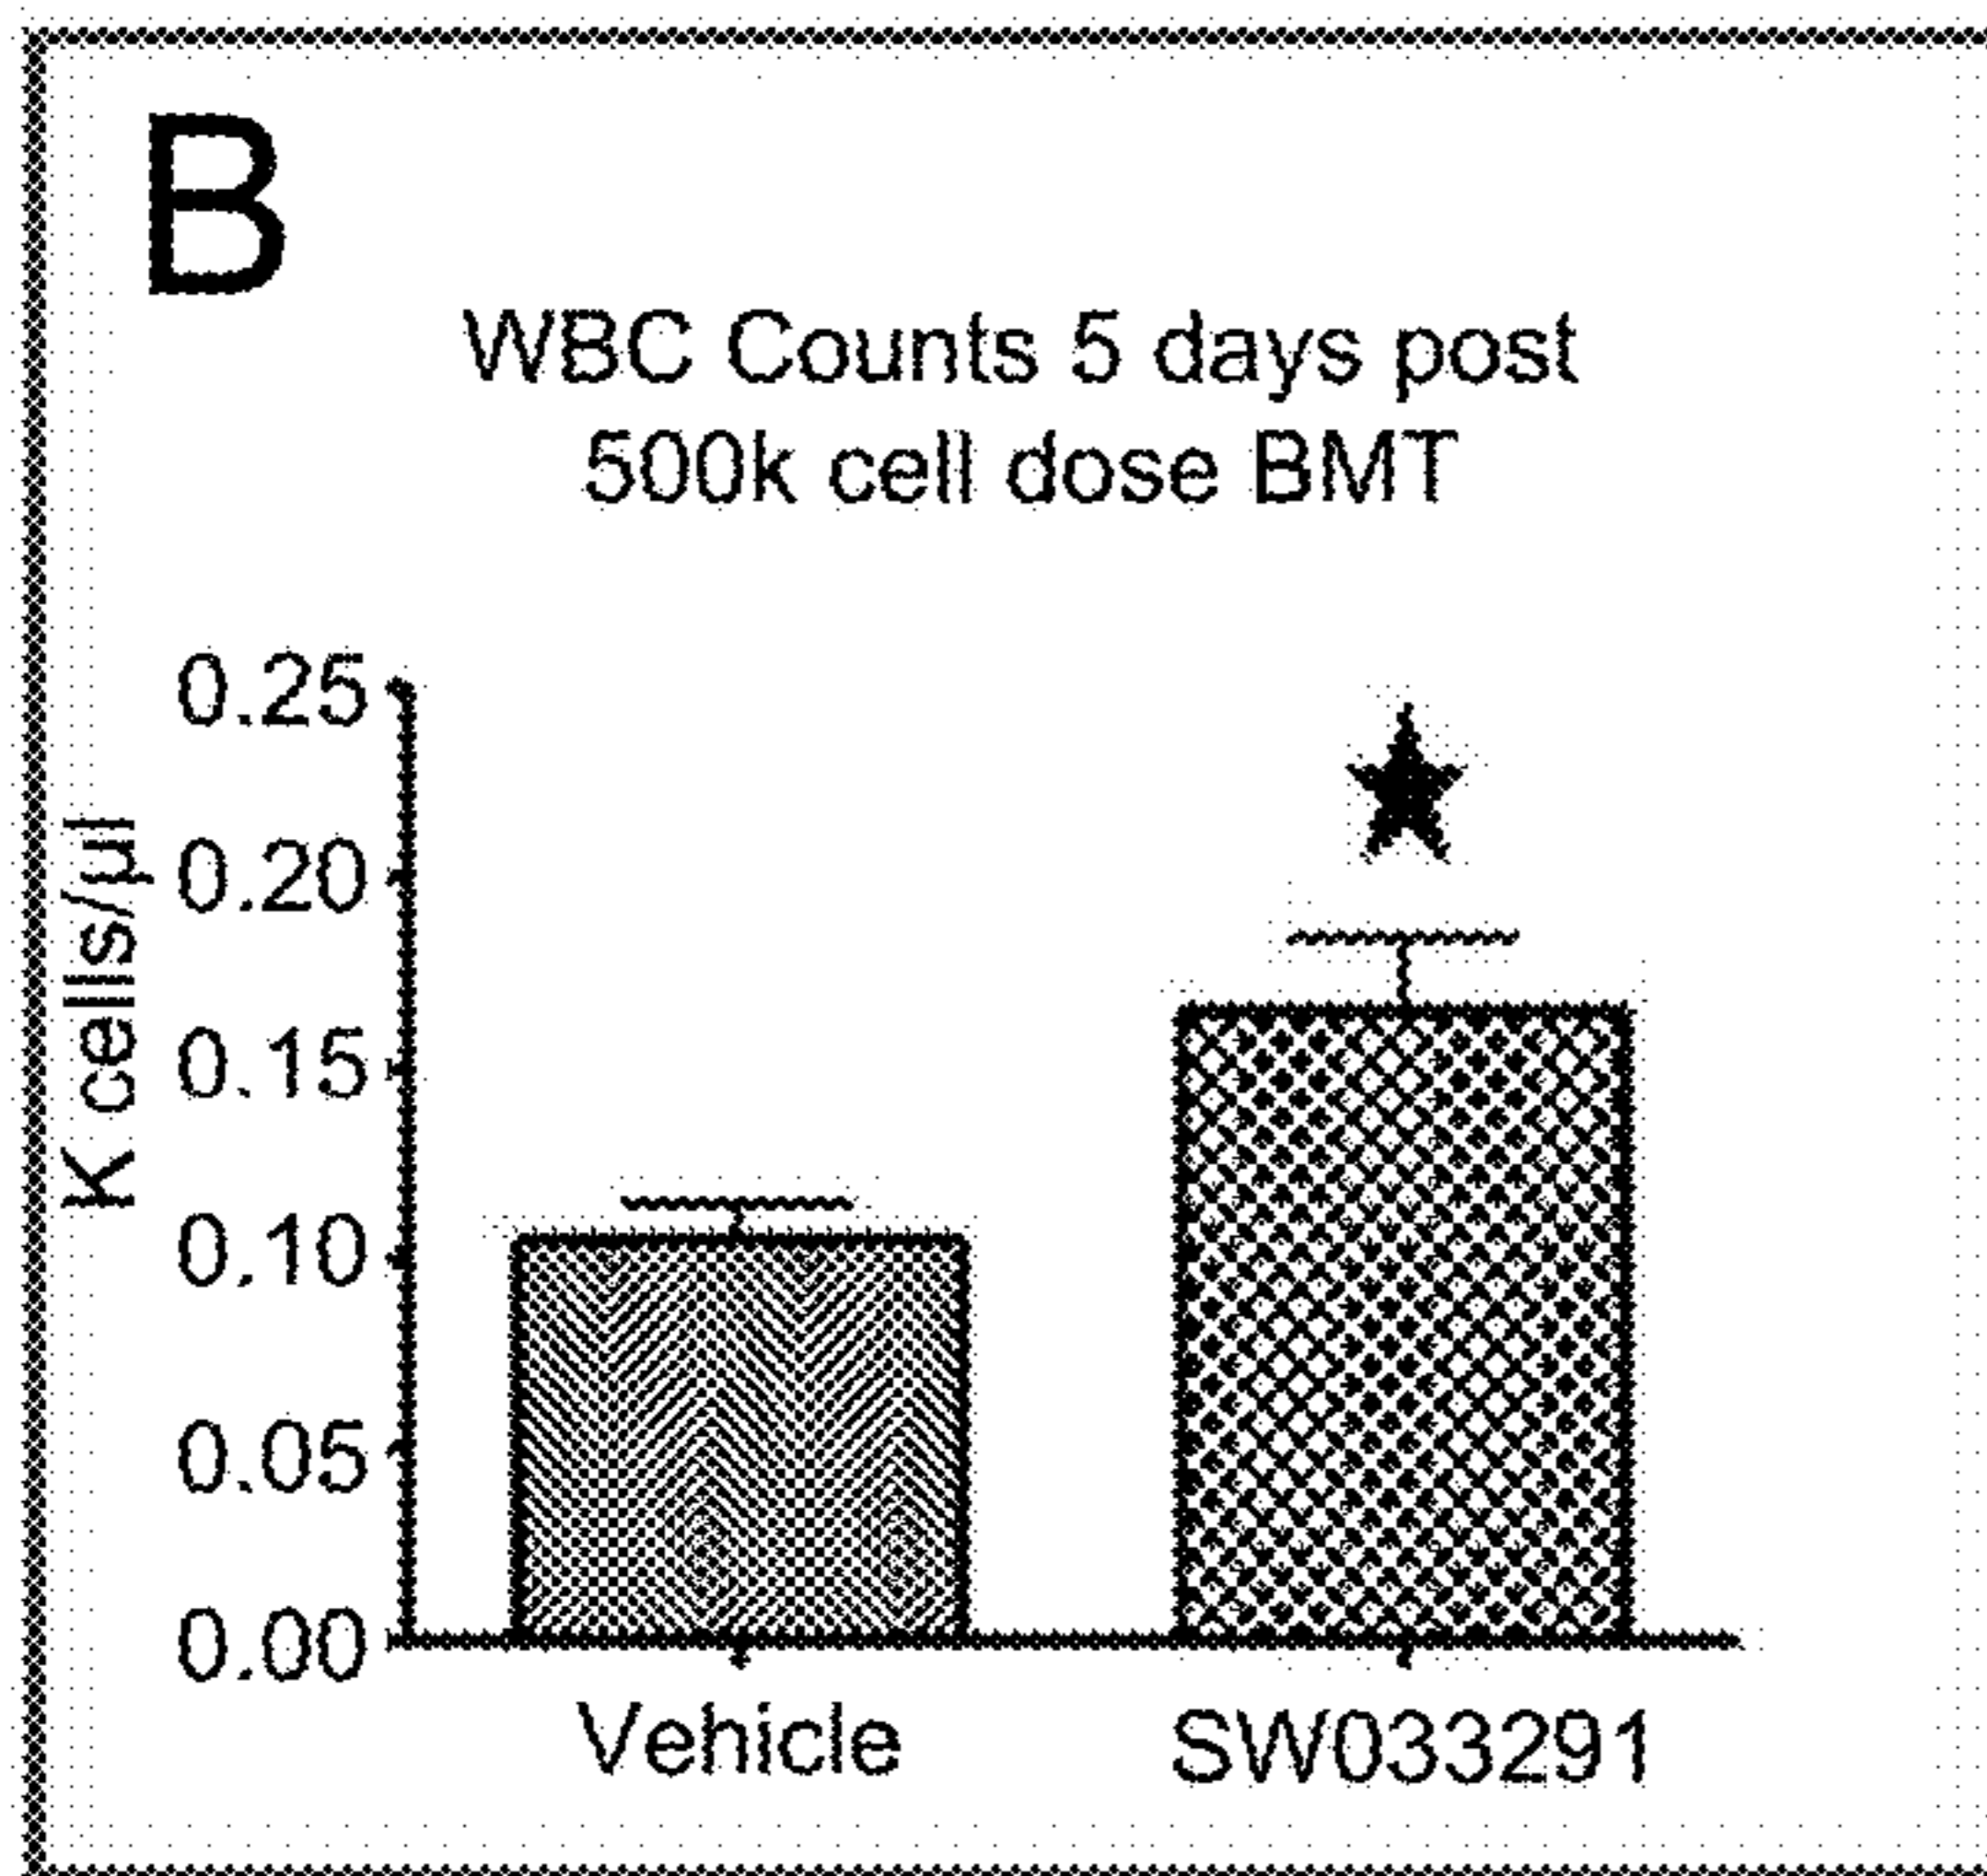 B
WBC Counts 5 days post
500k cell dose BMT
K cells/µl
0.25
0.20
0.15
0.10
0.05
0.00
Vehicle
SW033291